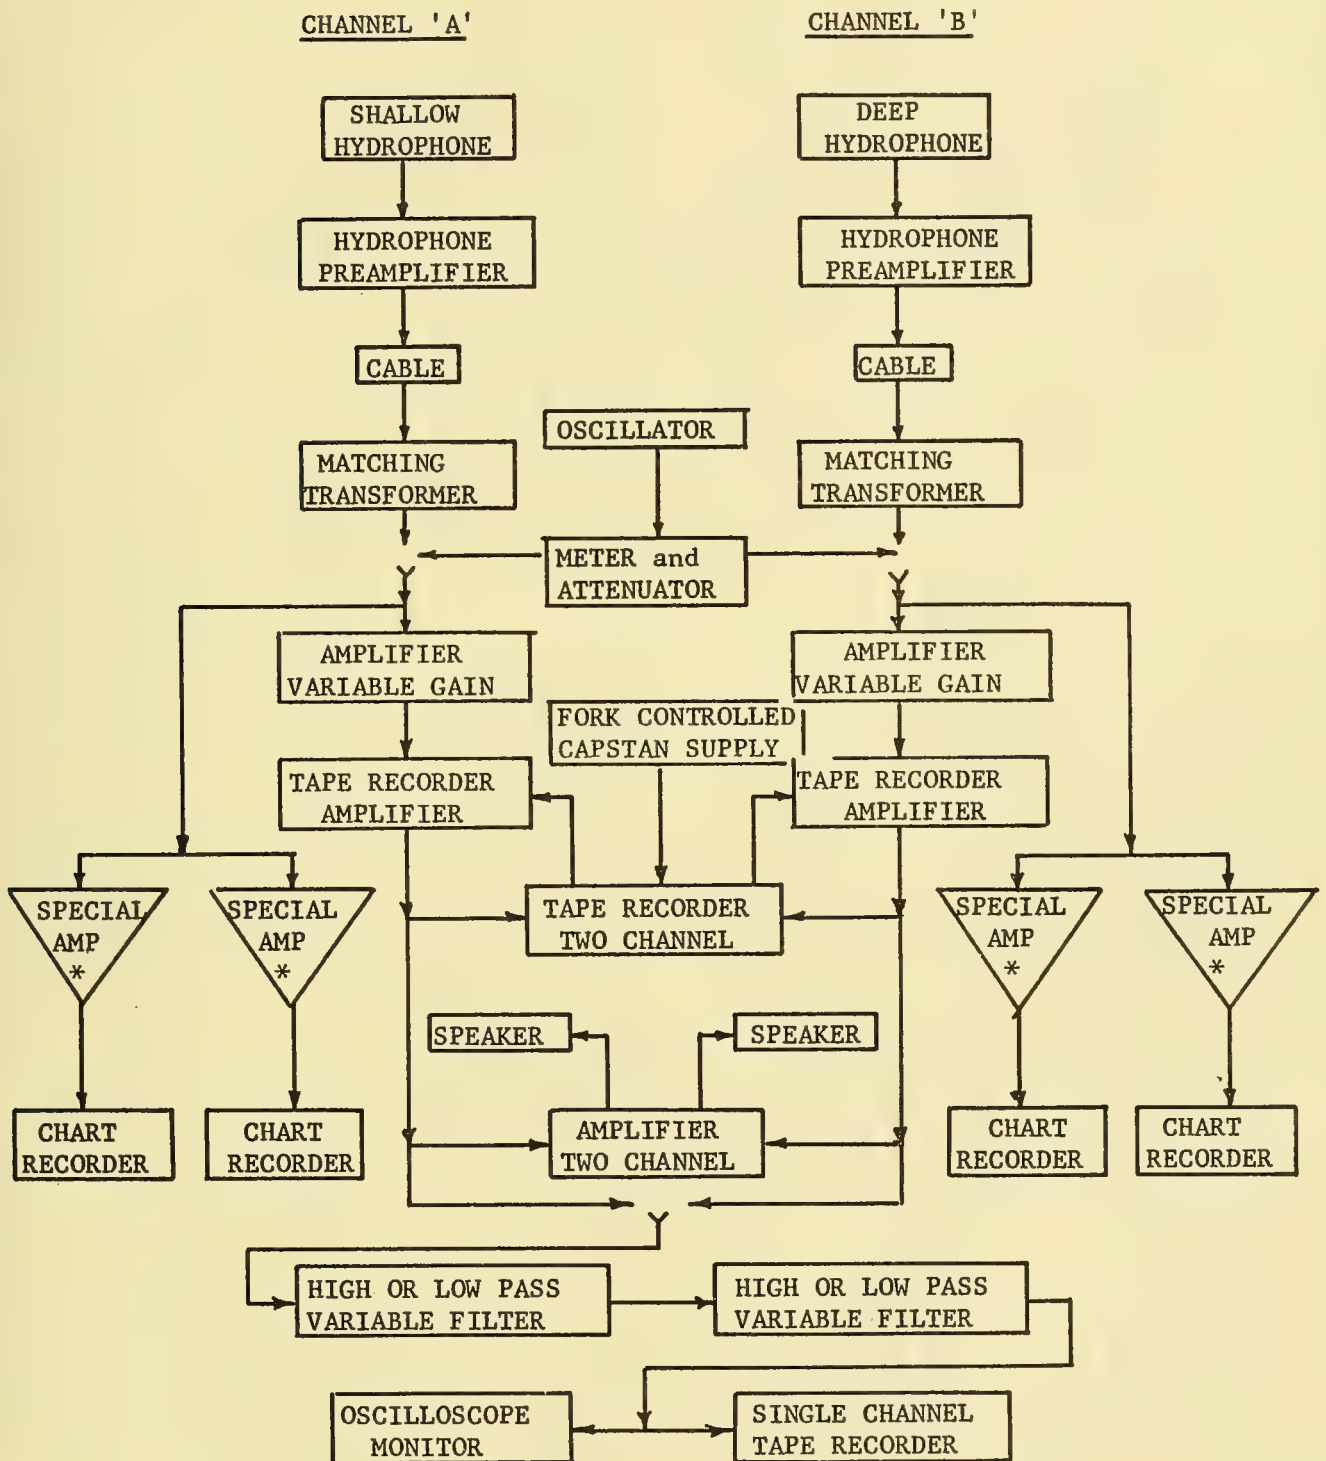 CHANNEL 'A'
CHANNEL 'B'
SHALLOW
HYDROPHONE
DEEP
HYDROPHONE
HYDROPHONE
PREAMPLIFIER
HYDROPHONE
PREAMPLIFIER
CABLE
CABLE
OSCILLATOR
MATCHING
TRANSFORMER
MATCHING
TRANSFORMER
METER and
ATTENUATOR
AMPLIFIER
VARIABLE GAIN
AMPLIFIER
VARIABLE GAIN
FORK CONTROLLED
CAPSTAN SUPPLY
TAPE RECORDER
AMPLIFIER
TAPE RECORDER
AMPLIFIER
SPECIAL
AMP
*
SPECIAL
AMP
*
TAPE RECORDER
TWO CHANNEL
SPECIAL
AMP
*
SPECIAL
AMP
*
SPEAKER
SPEAKER
CHART
RECORDER
CHART
RECORDER
AMPLIFIER
TWO CHANNEL
CHART
RECORDER
CHART
RECORDER
HIGH OR LOW PASS
VARIABLE FILTER
HIGH OR LOW PASS
VARIABLE FILTER
OSCILLOSCOPE
MONITOR
SINGLE CHANNEL
TAPE RECORDER